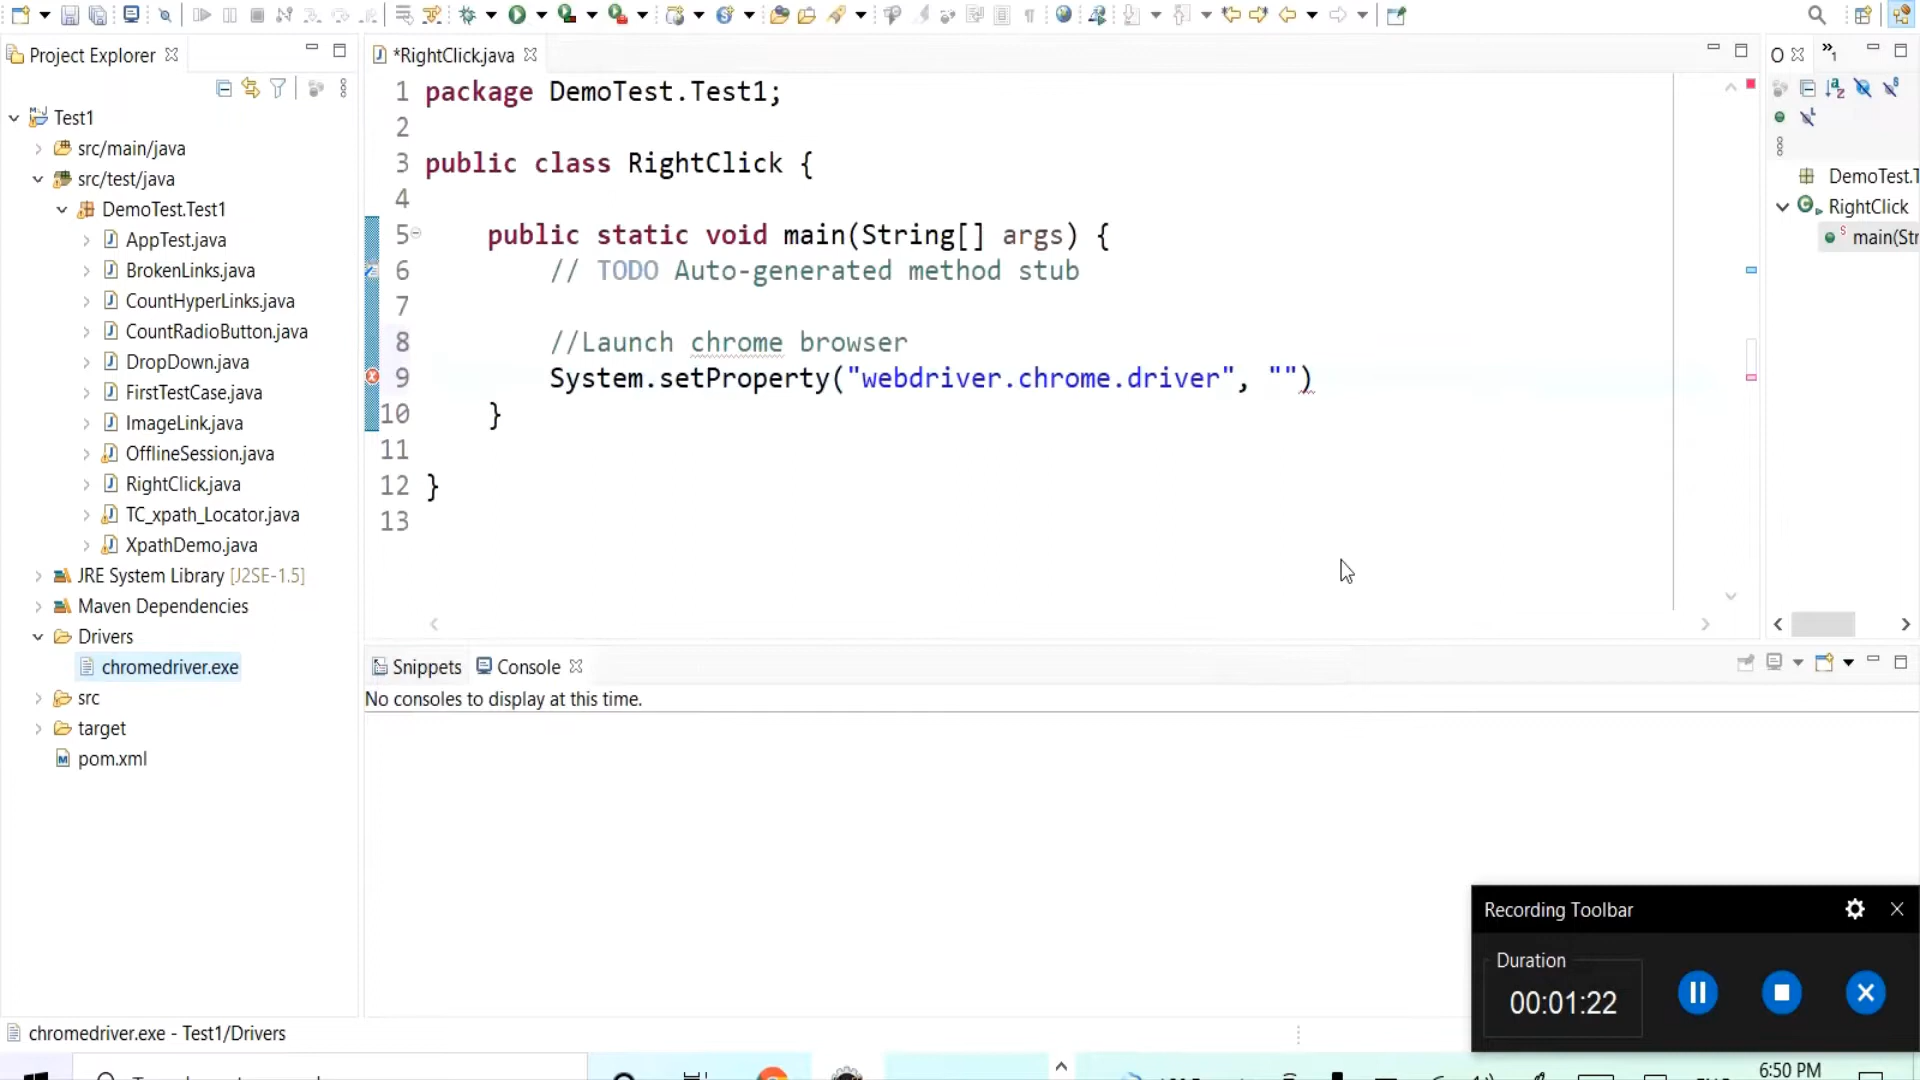 Project Explorer
*RightClick.java
Test1
src/main/java
src/test/java
DemoTest.Test1
AppTest.java
BrokenLinks.java
CountHyperLinks.java
CountRadioButton.java
DropDown.java
FirstTestCase.java
ImageLink.java
OfflineSession.java
RightClick.java
TC_xpath_Locator.java
XpathDemo.java
JRE System Library [J2SE-1.5]
Maven Dependencies
Drivers
chromedriver.exe
src
target
pom.xml
1 package DemoTest.Test1;
2
3 public class RightClick {
4
5 public static void main(String[] args) {
6 // TODO Auto-generated method stub
7
8 //Launch chrome browser
9 System.setProperty("webdriver.chrome.driver", "")
10 }
11
12 }
13
O
DemoTest.T
RightClick
main(Str
Snippets
Console
No consoles to display at this time.
Recording Toolbar
Duration
00:01:22
chromedriver.exe - Test1/Drivers
6:50 PM